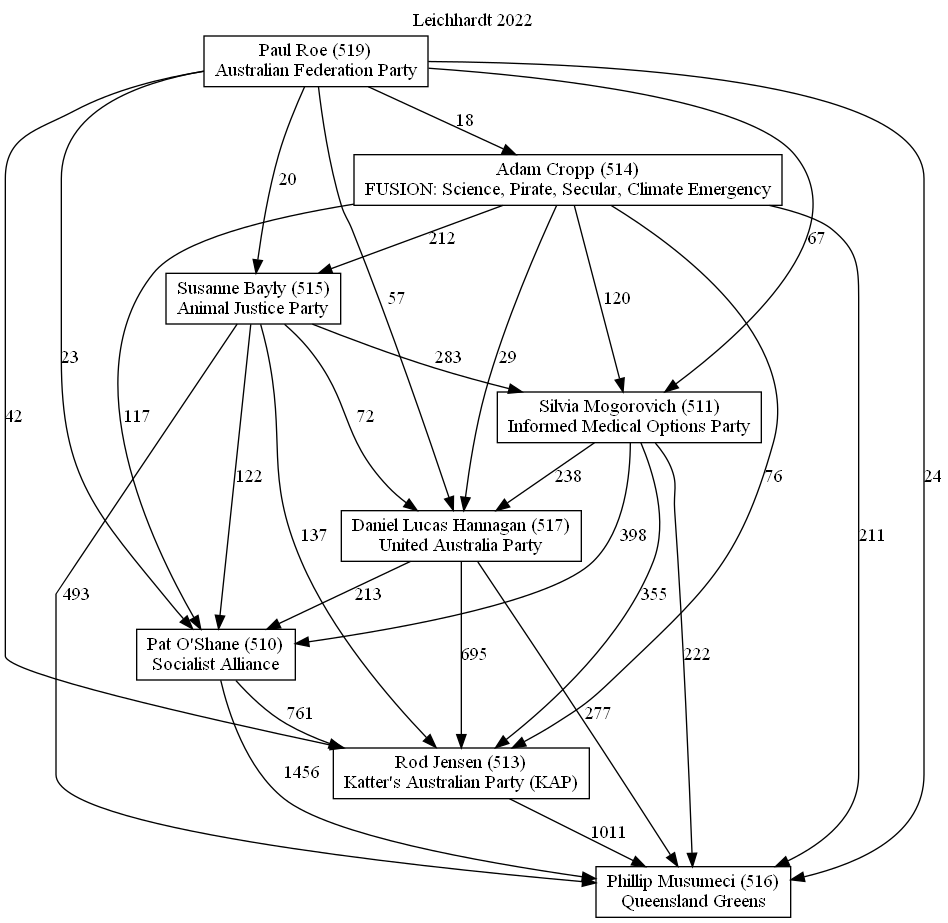 Leichhardt 2022
Paul Roe (519)
Australian Federation Party
18
Adam Cropp (514)
FUSION: Science, Pirate, Secular, Climate Emergency
20
212
67
Susanne Bayly (515)
Animal Justice Party
57
120
23
283
29
Silvia Mogorovich (511)
Informed Medical Options Party
42
117
72
122
238
76
24
Daniel Lucas Hannagan (517)
United Australia Party
137
398
211
493
213
355
Pat O'Shane (510)
Socialist Alliance
695
222
761
277
Rod Jensen (513)
Katter's Australian Party (KAP)
1456
1011
Phillip Musumeci (516)
Queensland Greens